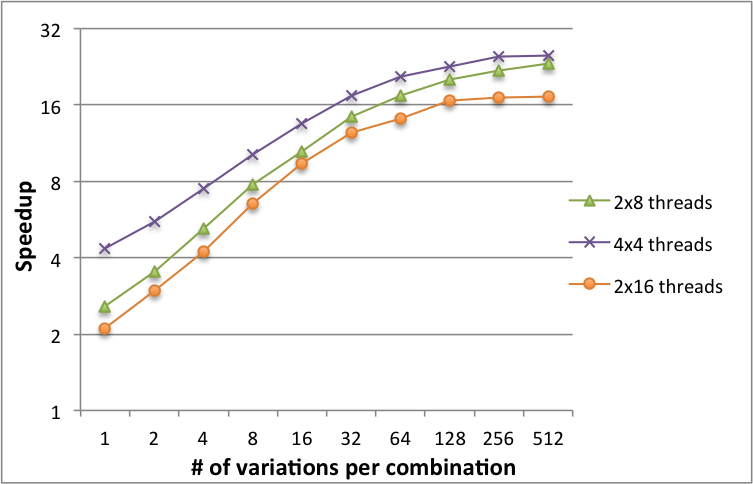 32
16
8
4
2
1
Speedup
1 2 4 8 16 32 64 128 256 512
# of variations per combination
2x8 threads
4x4 threads
2x16 threads